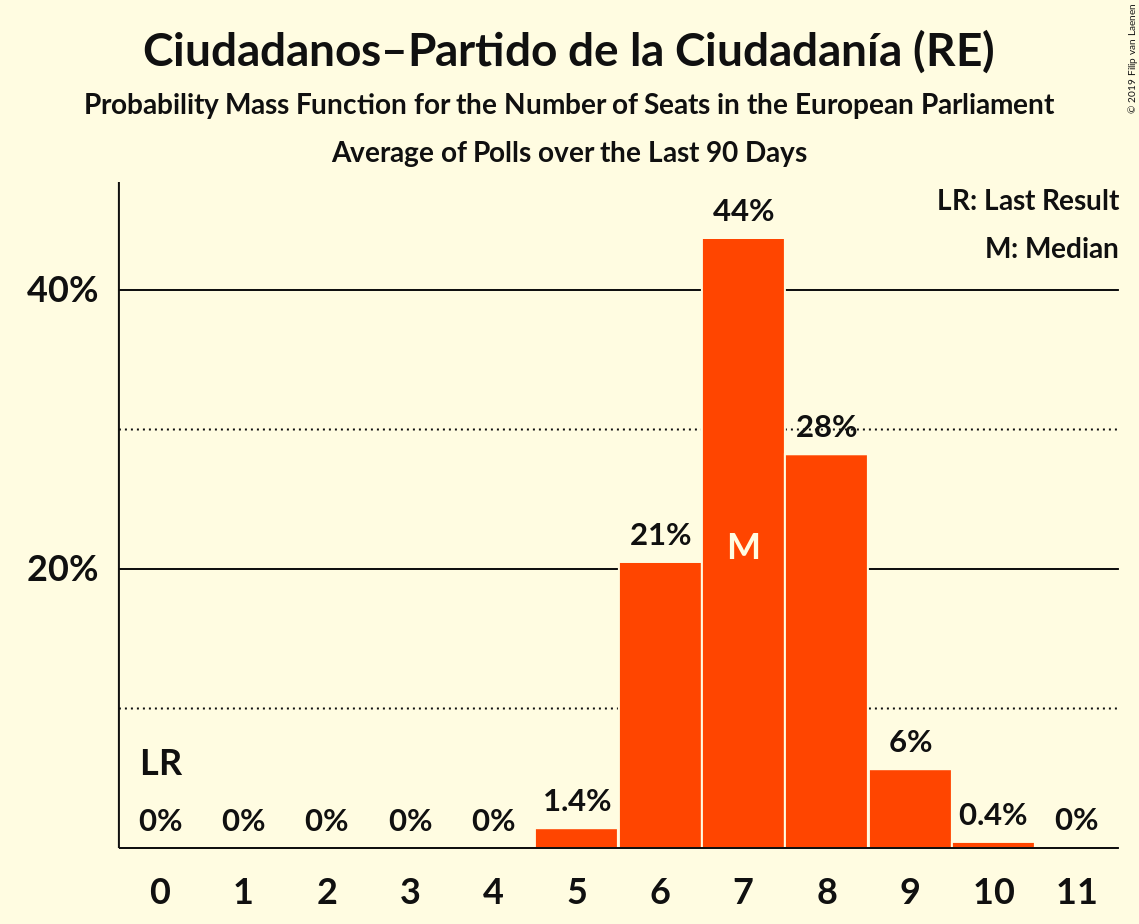 Ciudadanos–Partido de la Ciudadanía (RE)
Probability Mass Function for the Number of Seats in the European Parliament
Average of Polls over the Last 90 Days
© 2019 Filip van Laenen
LR: Last Result
M: Median
44%
40%
28%
21%
M
20%
6%
LR
1.4%
0.4%
0% 0% 0% 0% 0% 0%
0 1 2 3 4 5 6 7 8 9 10 11